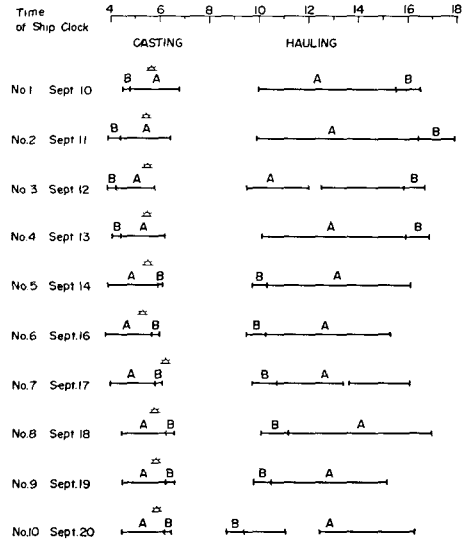 Time
of Ship Clock
4 6 8 10 12 14 16 18
CASTING HAULING
No.1 Sept 10 B A A B
No.2 Sept 11 B A A B
No 3 Sept 12 B A A B
No.4 Sept 13 B A A B
No.5 Sept 14 A B B A
No.6 Sept.16 A B B A
No.7 Sept.17 A B B A
No.8 Sept 18 A B B A
No.9 Sept.19 A B B A
No.10 Sept.20 A B B A